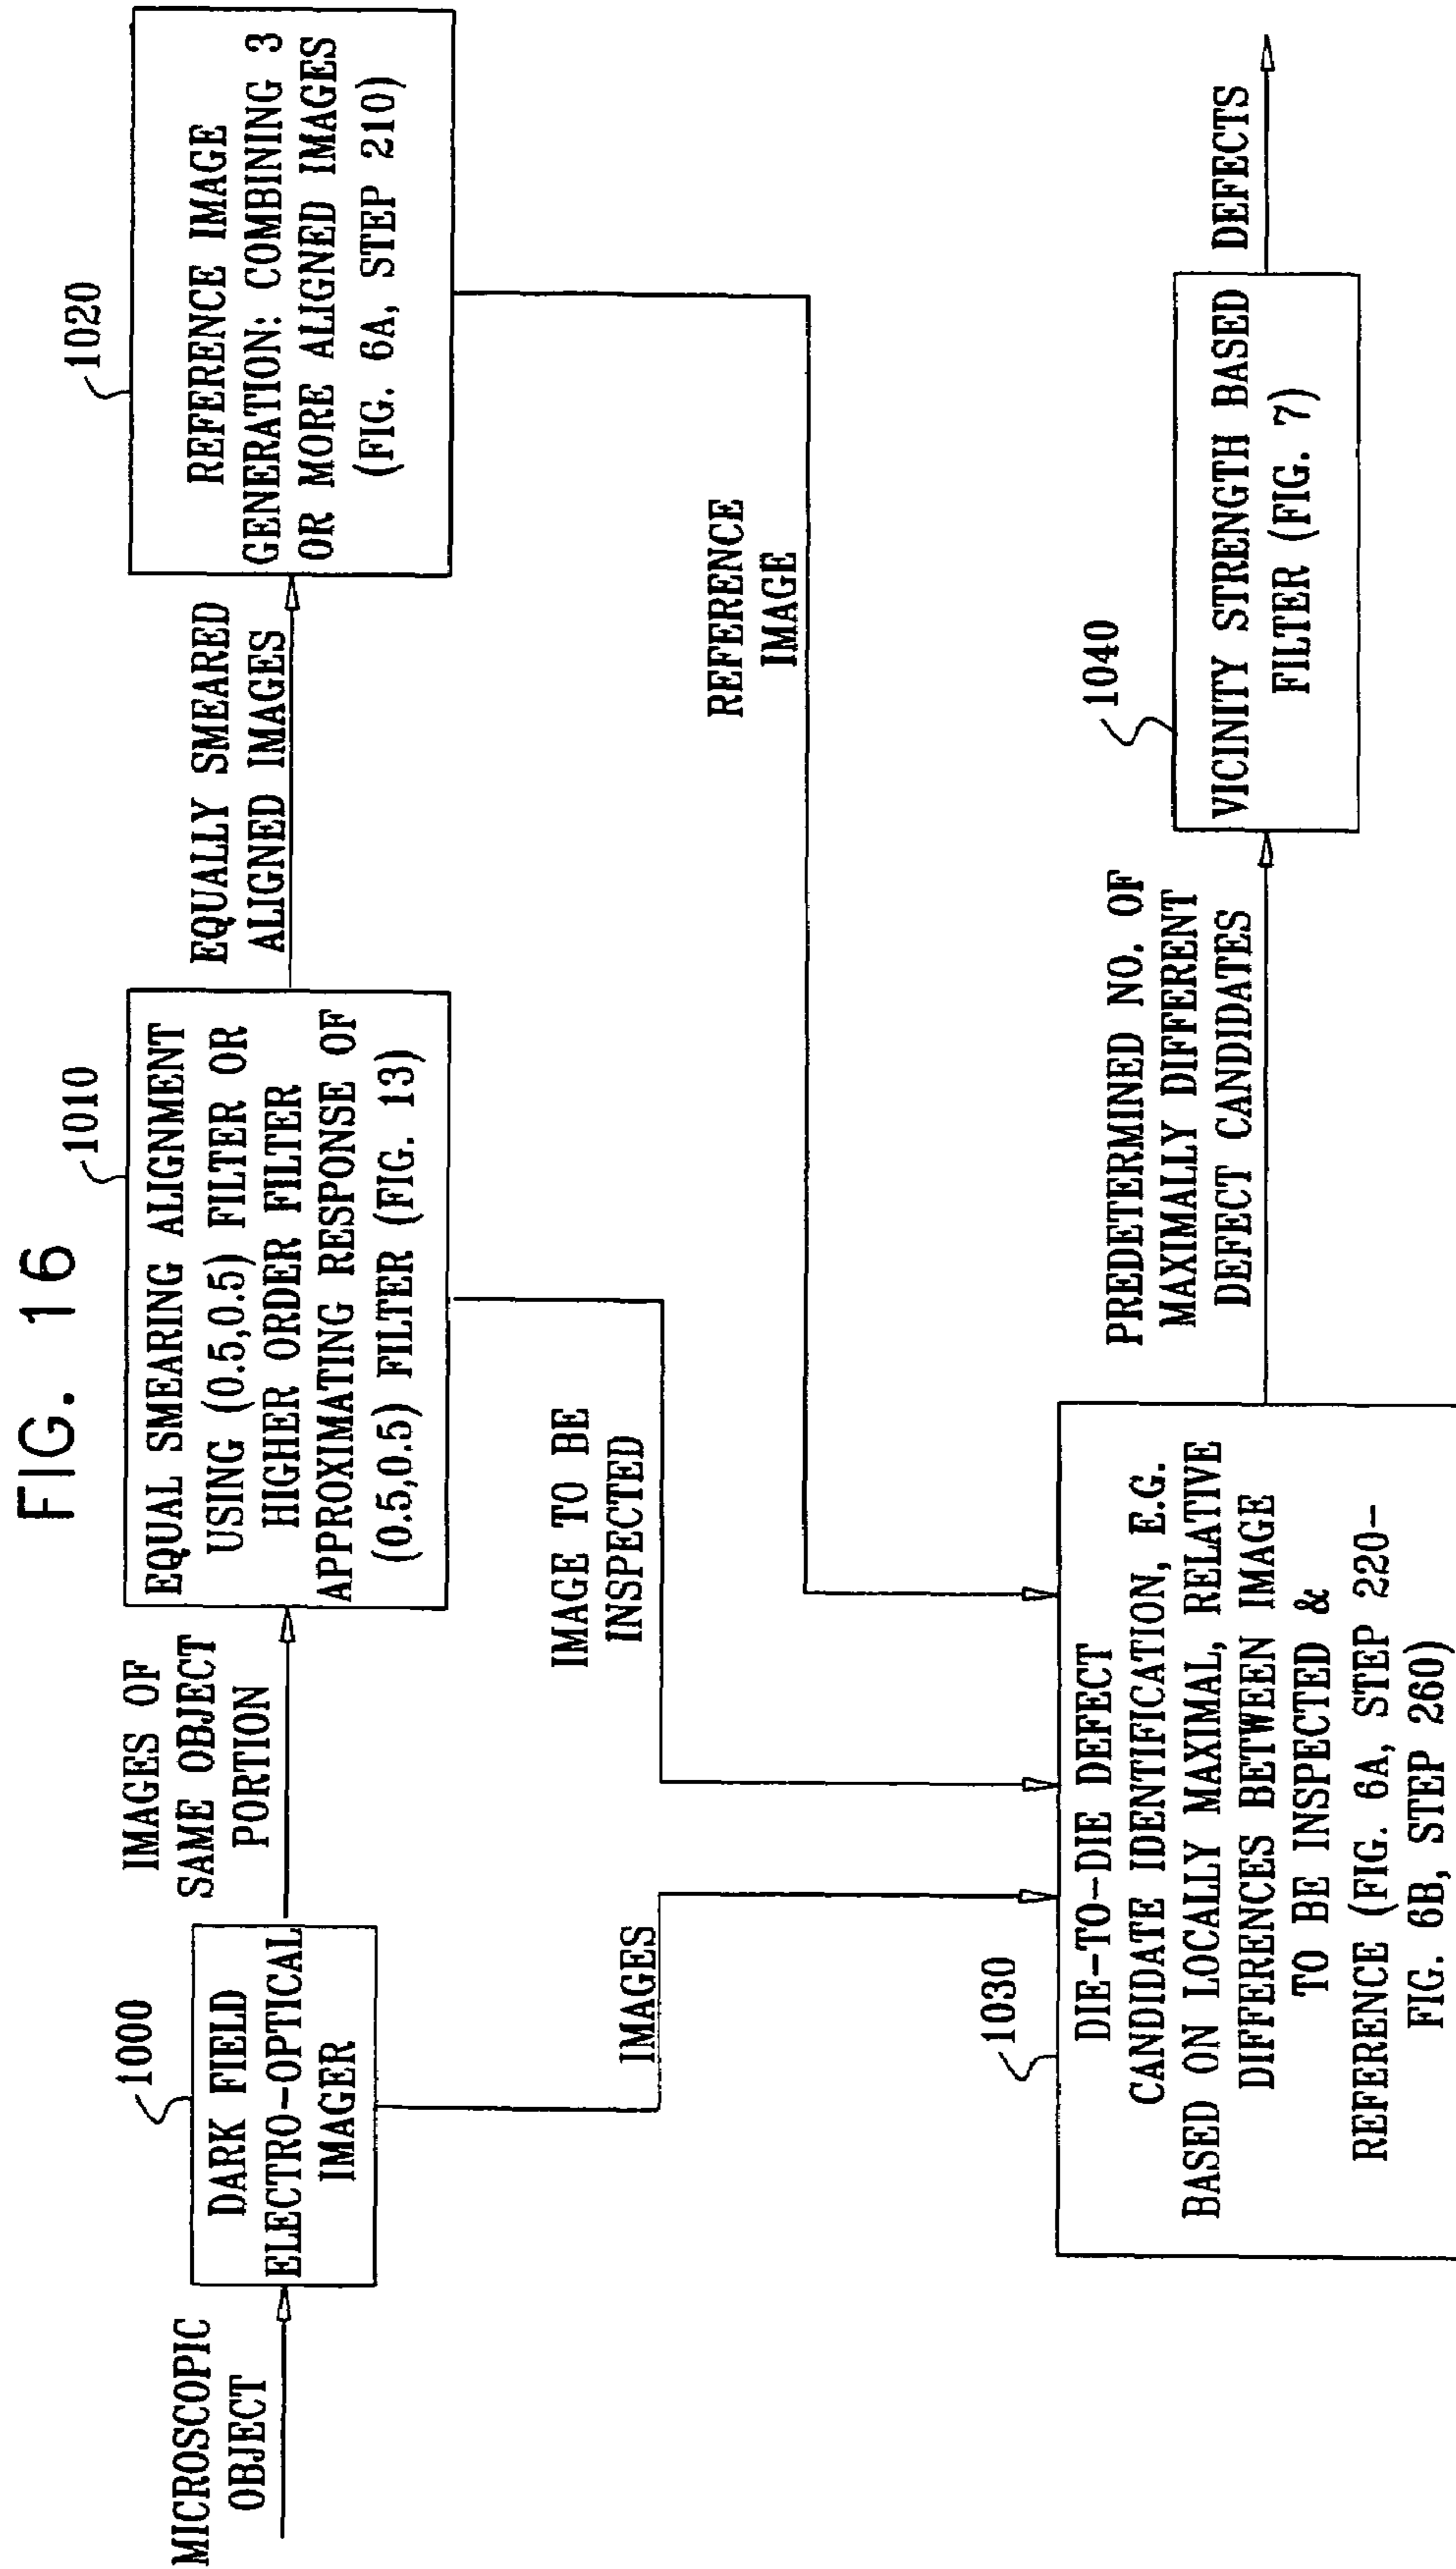 FIG. 16
MICROSCOPIC
OBJECT
1000
DARK FIELD
ELECTRO-OPTICAL
IMAGER
IMAGES OF
SAME OBJECT
PORTION
1010
EQUAL SMEARING ALIGNMENT
USING (0.5,0.5) FILTER OR
HIGHER ORDER FILTER
APPROXIMATING RESPONSE OF
(0.5,0.5) FILTER (FIG. 13)
EQUALLY SMEARED
ALIGNED IMAGES
1020
REFERENCE IMAGE
GENERATION: COMBINING 3
OR MORE ALIGNED IMAGES
(FIG. 6A, STEP 210)
IMAGES
IMAGE TO BE
INSPECTED
REFERENCE
IMAGE
1030
DIE-TO-DIE DEFECT
CANDIDATE IDENTIFICATION, E.G.
BASED ON LOCALLY MAXIMAL, RELATIVE
DIFFERENCES BETWEEN IMAGE
TO BE INSPECTED &
REFERENCE (FIG. 6A, STEP 220-
FIG. 6B, STEP 260)
PREDETERMINED NO. OF
MAXIMALLY DIFFERENT
DEFECT CANDIDATES
1040
VICINITY STRENGTH BASED
FILTER (FIG. 7)
DEFECTS